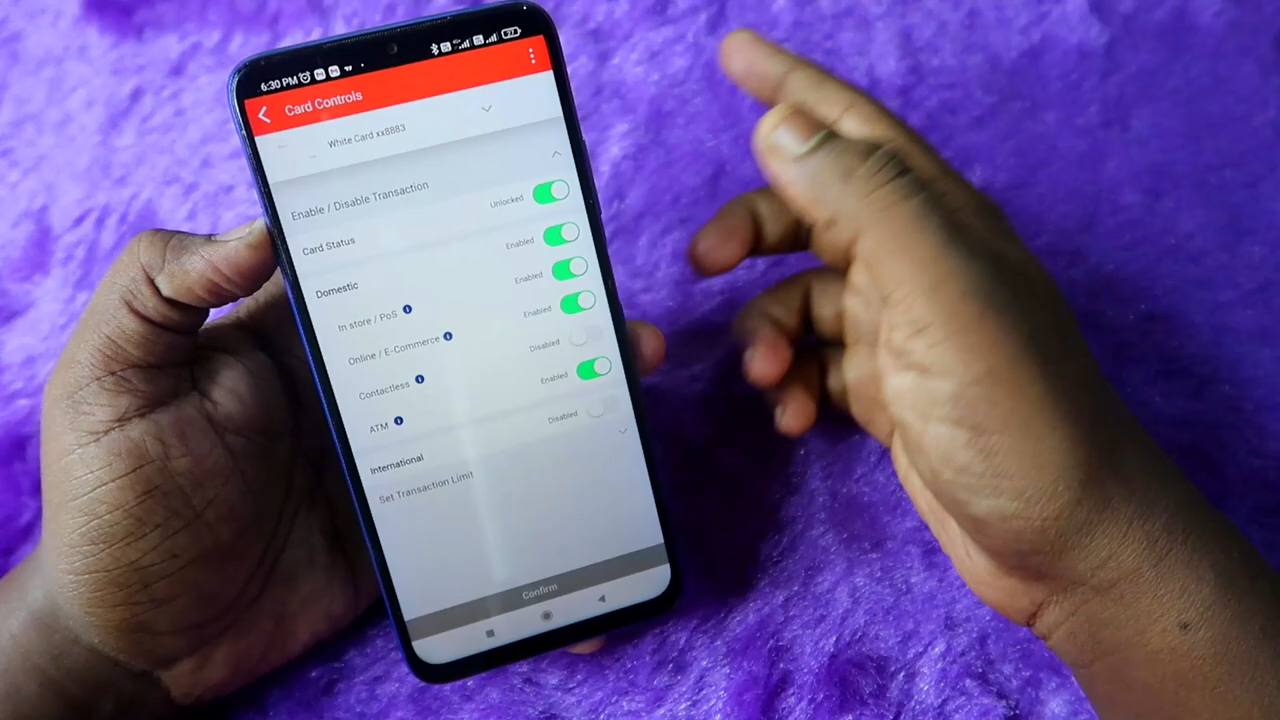 6:30 PM
27
Card Controls
White Card xx8883
Enable / Disable Transaction
Card Status Unlocked
Domestic Enabled
In store / PoS Enabled
Online / E-Commerce Enabled
Contactless Disabled
ATM Enabled
International Disabled
Set Transaction Limit
Confirm